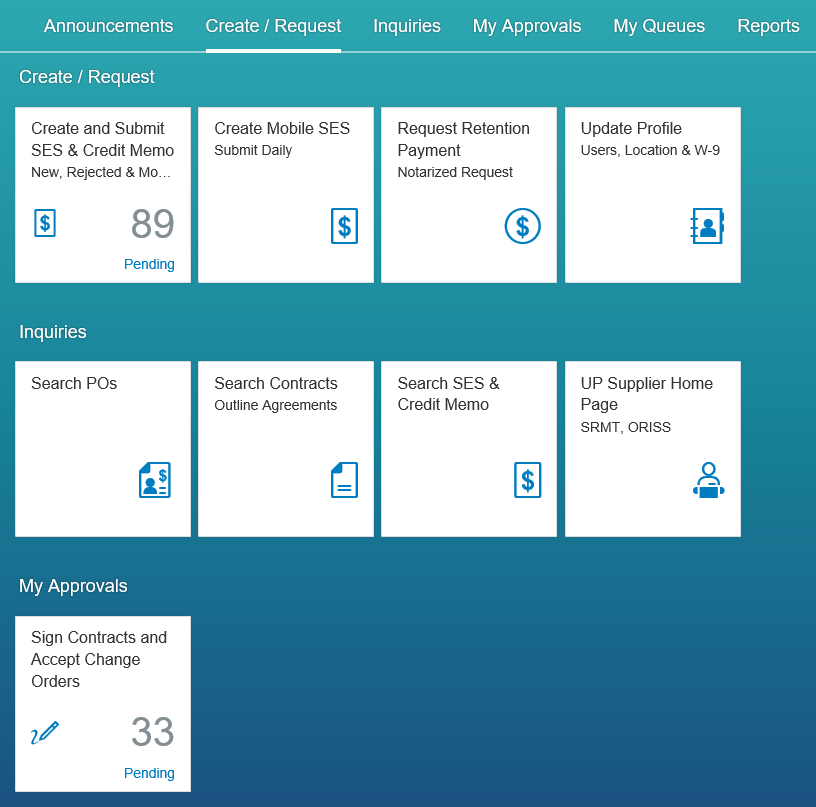 Announcements Create / Request Inquiries My Approvals My Queues Reports
Create / Request
Create and Submit
SES & Credit Memo
New, Rejected & Mo...
$ 89
Pending
Create Mobile SES
Submit Daily
$
Request Retention
Payment
Notarized Request
$
Update Profile
Users, Location & W-9
Inquiries
Search POs
$
Search Contracts
Outline Agreements
Search SES &
Credit Memo
$
UP Supplier Home
Page
SRMT, ORISS
My Approvals
Sign Contracts and
Accept Change
Orders
33
Pending